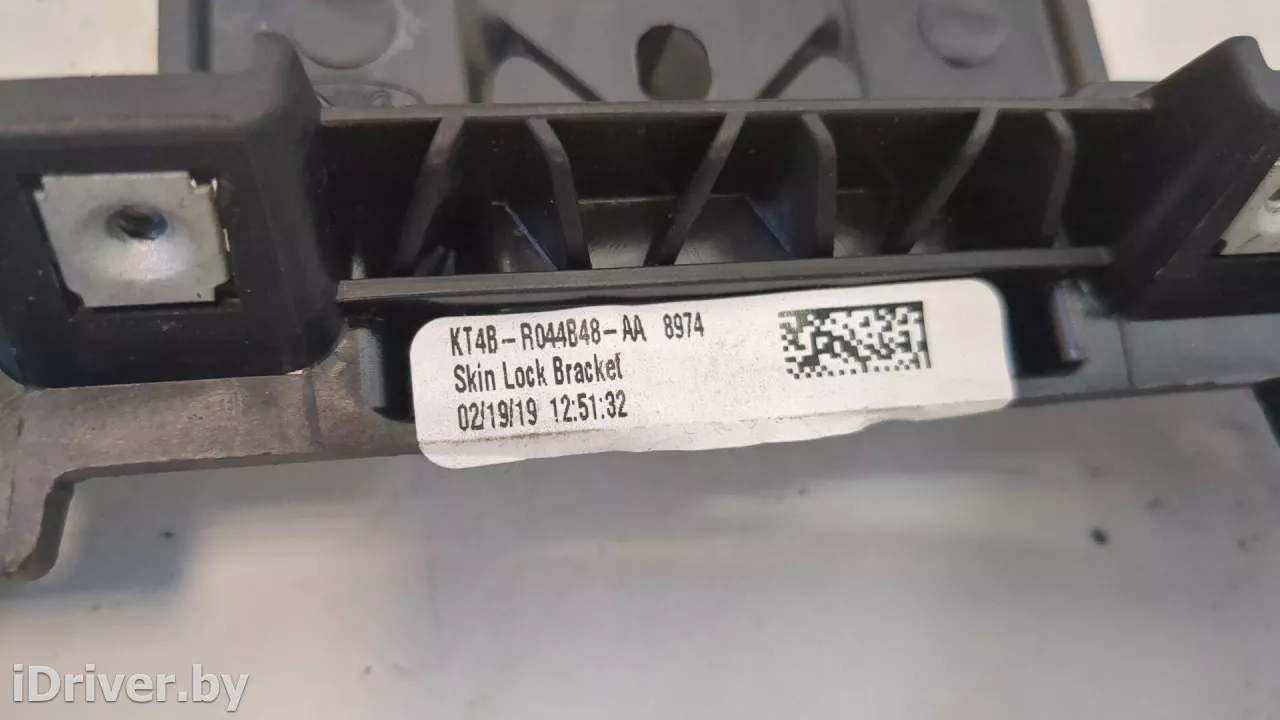 KT4B-R044B48-AA 8974
Skin Lock Bracket
02/19/19 12:51:32
iDriver.by